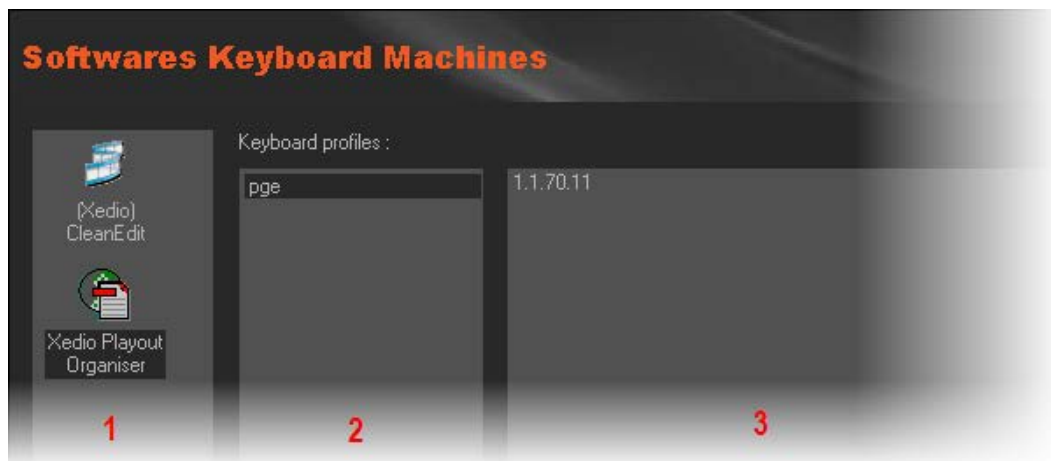 Softwares Keyboard Machines
Keyboard profiles :
(Xedio)
CleanEdit
Xedio Playout
Organiser
pge
1.1.70.11
1
2
3